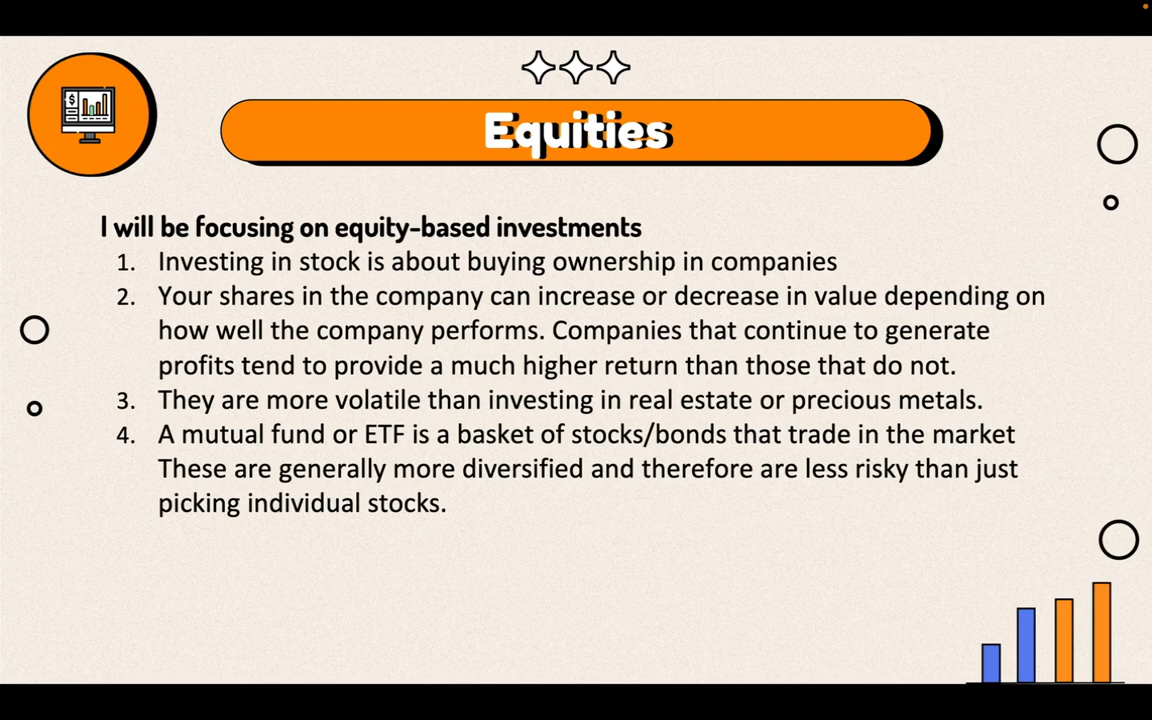 Equities
I will be focusing on equity-based investments
1. Investing in stock is about buying ownership in companies
2. Your shares in the company can increase or decrease in value depending on
how well the company performs. Companies that continue to generate
profits tend to provide a much higher return than those that do not.
3. They are more volatile than investing in real estate or precious metals.
4. A mutual fund or ETF is a basket of stocks/bonds that trade in the market
These are generally more diversified and therefore are less risky than just
picking individual stocks.